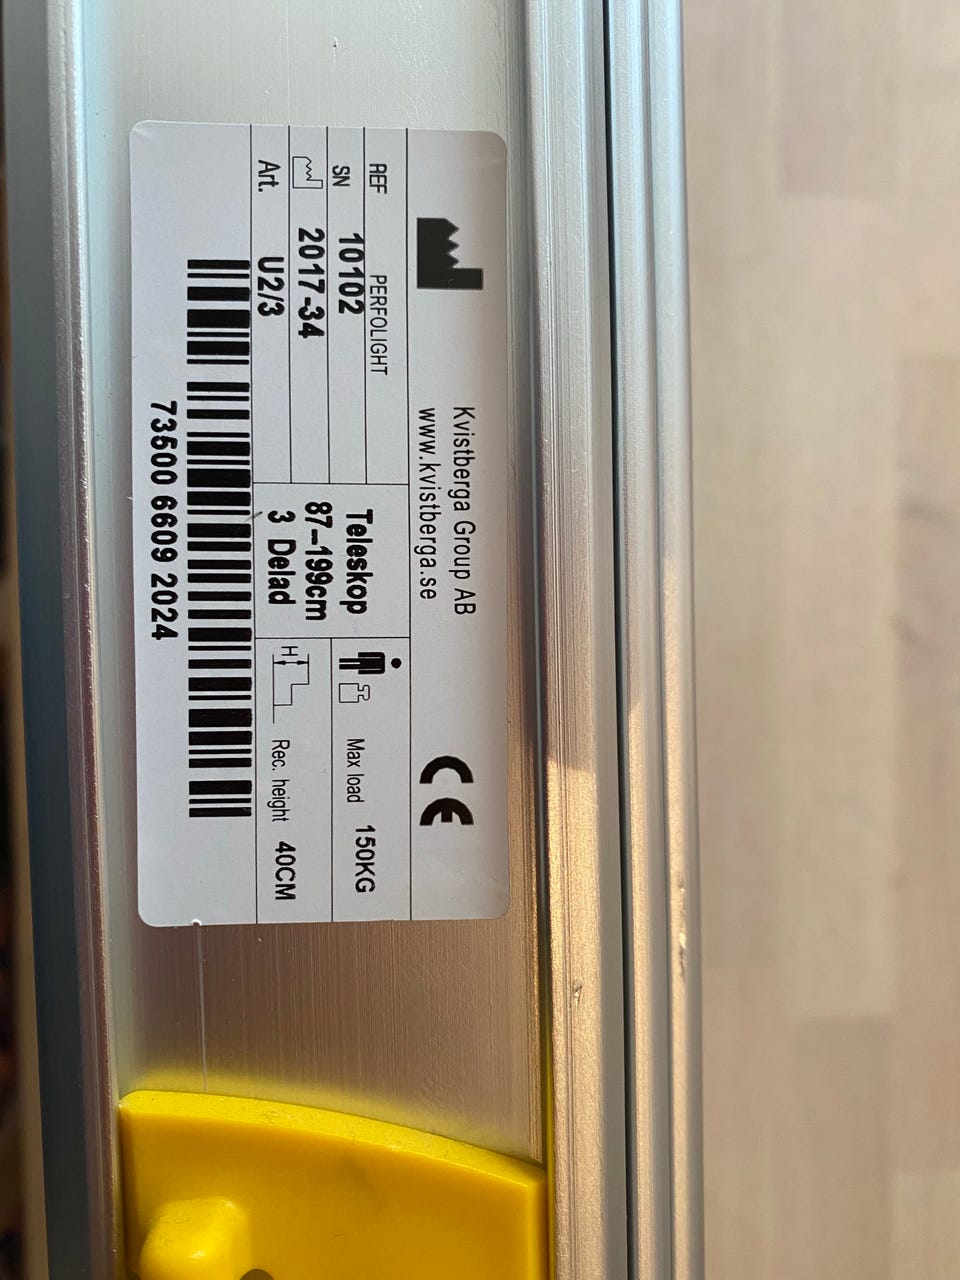 Kvistberga Group AB
www.kvistberga.se
CE
REF PERFOLIGHT
SN 10102
2017-34
Art. U2/3
Teleskop
87-199cm
3 Delad
Max load 150KG
H
Rec. height 40CM
73500 6609 2024